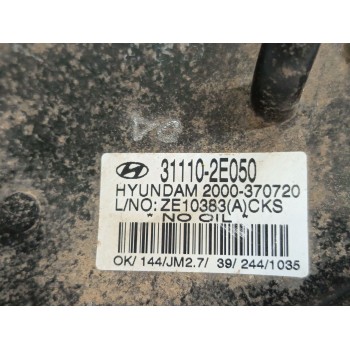 31110-2E050
HYUNDAM 2000-370720
L/NO: ZE10383(A)CKS
* NO OIL *
OK/ 144/JM2.7/ 39/ 244/1035